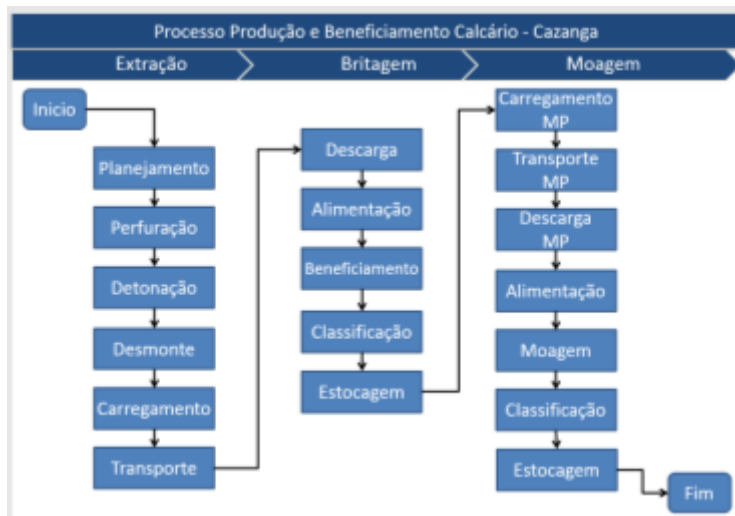 Processo Produção e Beneficiamento Calcário - Cazanga
Extração
Britagem
Moagem
Inicio
Planejamento
Perfuração
Detonação
Desmonte
Carregamento
Transporte
Descarga
Alimentação
Beneficiamento
Classificação
Estocagem
Carregamento
MP
Transporte
MP
Descarga
MP
Alimentação
Moagem
Classificação
Estocagem
Fim